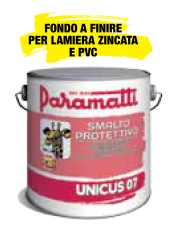 FONDO A FINIRE
PER LAMIERA ZINCATA
E PVC
Paramatti
SMALTO
PROTETTIVO
UNICUS 07